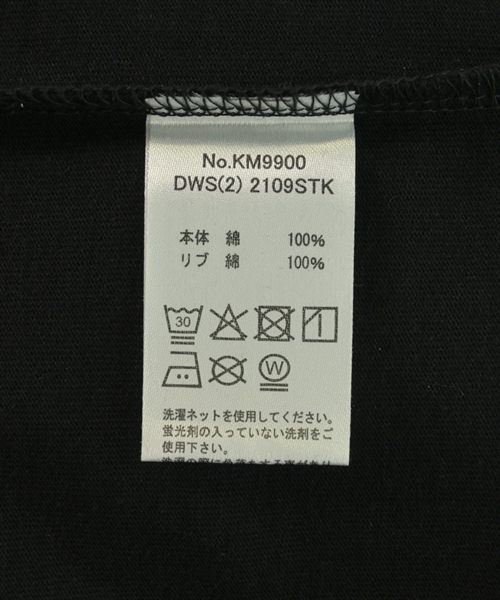 No.KM9900
DWS(2) 2109STK
本体 綿 100%
リブ 綿 100%
30
W
洗濯ネットを使用してください。
蛍光剤の入っていない洗剤をご
使用下さい。